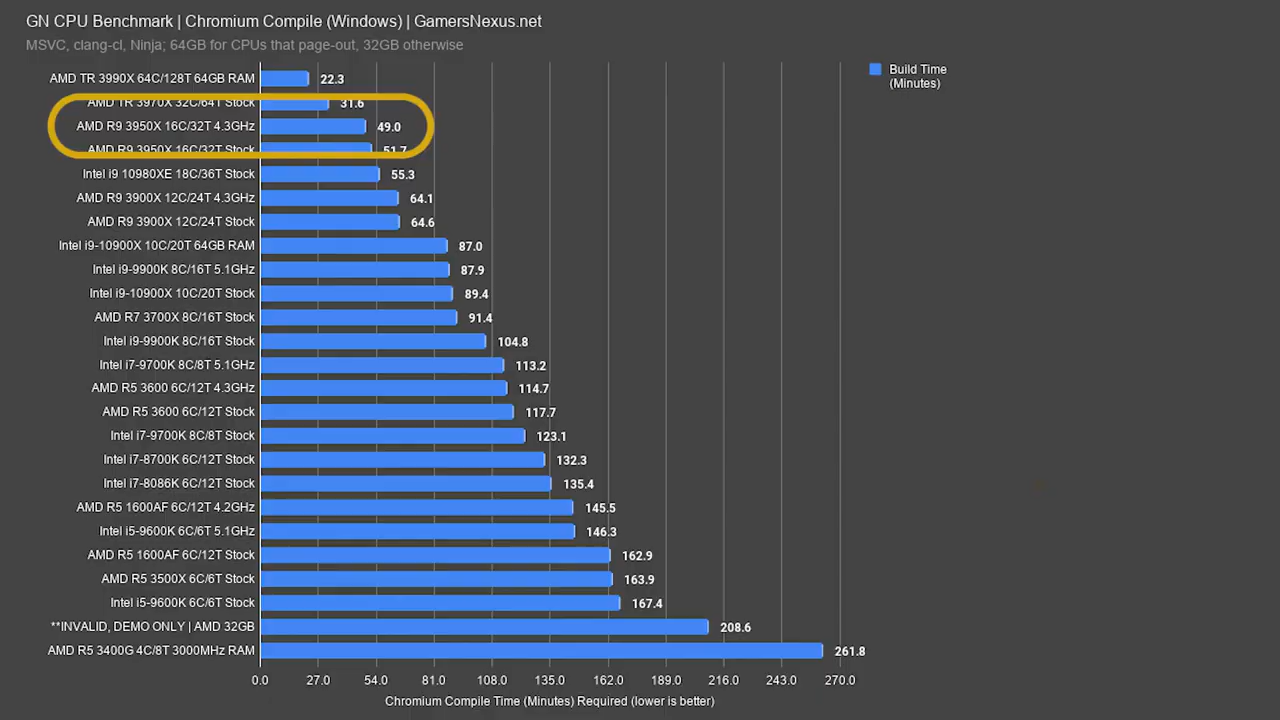 GN CPU Benchmark | Chromium Compile (Windows) | GamersNexus.net
MSVC, clang-cl, Ninja; 64GB for CPUs that page-out, 32GB otherwise
Build Time
(Minutes)
AMD TR 3990X 64C/128T 64GB RAM 22.3
AMD TR 3970X 32C/64T Stock 31.6
AMD R9 3950X 16C/32T 4.3GHz 49.0
AMD R9 3950X 16C/32T Stock 51.7
Intel i9 10980XE 18C/36T Stock 55.3
AMD R9 3900X 12C/24T 4.3GHz 64.1
AMD R9 3900X 12C/24T Stock 64.6
Intel i9-10900X 10C/20T 64GB RAM 87.0
Intel i9-9900K 8C/16T 5.1GHz 87.9
Intel i9-10900X 10C/20T Stock 89.4
AMD R7 3700X 8C/16T Stock 91.4
Intel i9-9900K 8C/16T Stock 104.8
Intel i7-9700K 8C/8T 5.1GHz 113.2
AMD R5 3600 6C/12T 4.3GHz 114.7
AMD R5 3600 6C/12T Stock 117.7
Intel i7-9700K 8C/8T Stock 123.1
Intel i7-8700K 6C/12T Stock 132.3
Intel i7-8086K 6C/12T Stock 135.4
AMD R5 1600AF 6C/12T 4.2GHz 145.5
Intel i5-9600K 6C/6T 5.1GHz 146.3
AMD R5 1600AF 6C/12T Stock 162.9
AMD R5 3500X 6C/6T Stock 163.9
Intel i5-9600K 6C/6T Stock 167.4
**INVALID, DEMO ONLY | AMD 32GB 208.6
AMD R5 3400G 4C/8T 3000MHz RAM 261.8
0.0 27.0 54.0 81.0 108.0 135.0 162.0 189.0 216.0 243.0 270.0
Chromium Compile Time (Minutes) Required (lower is better)